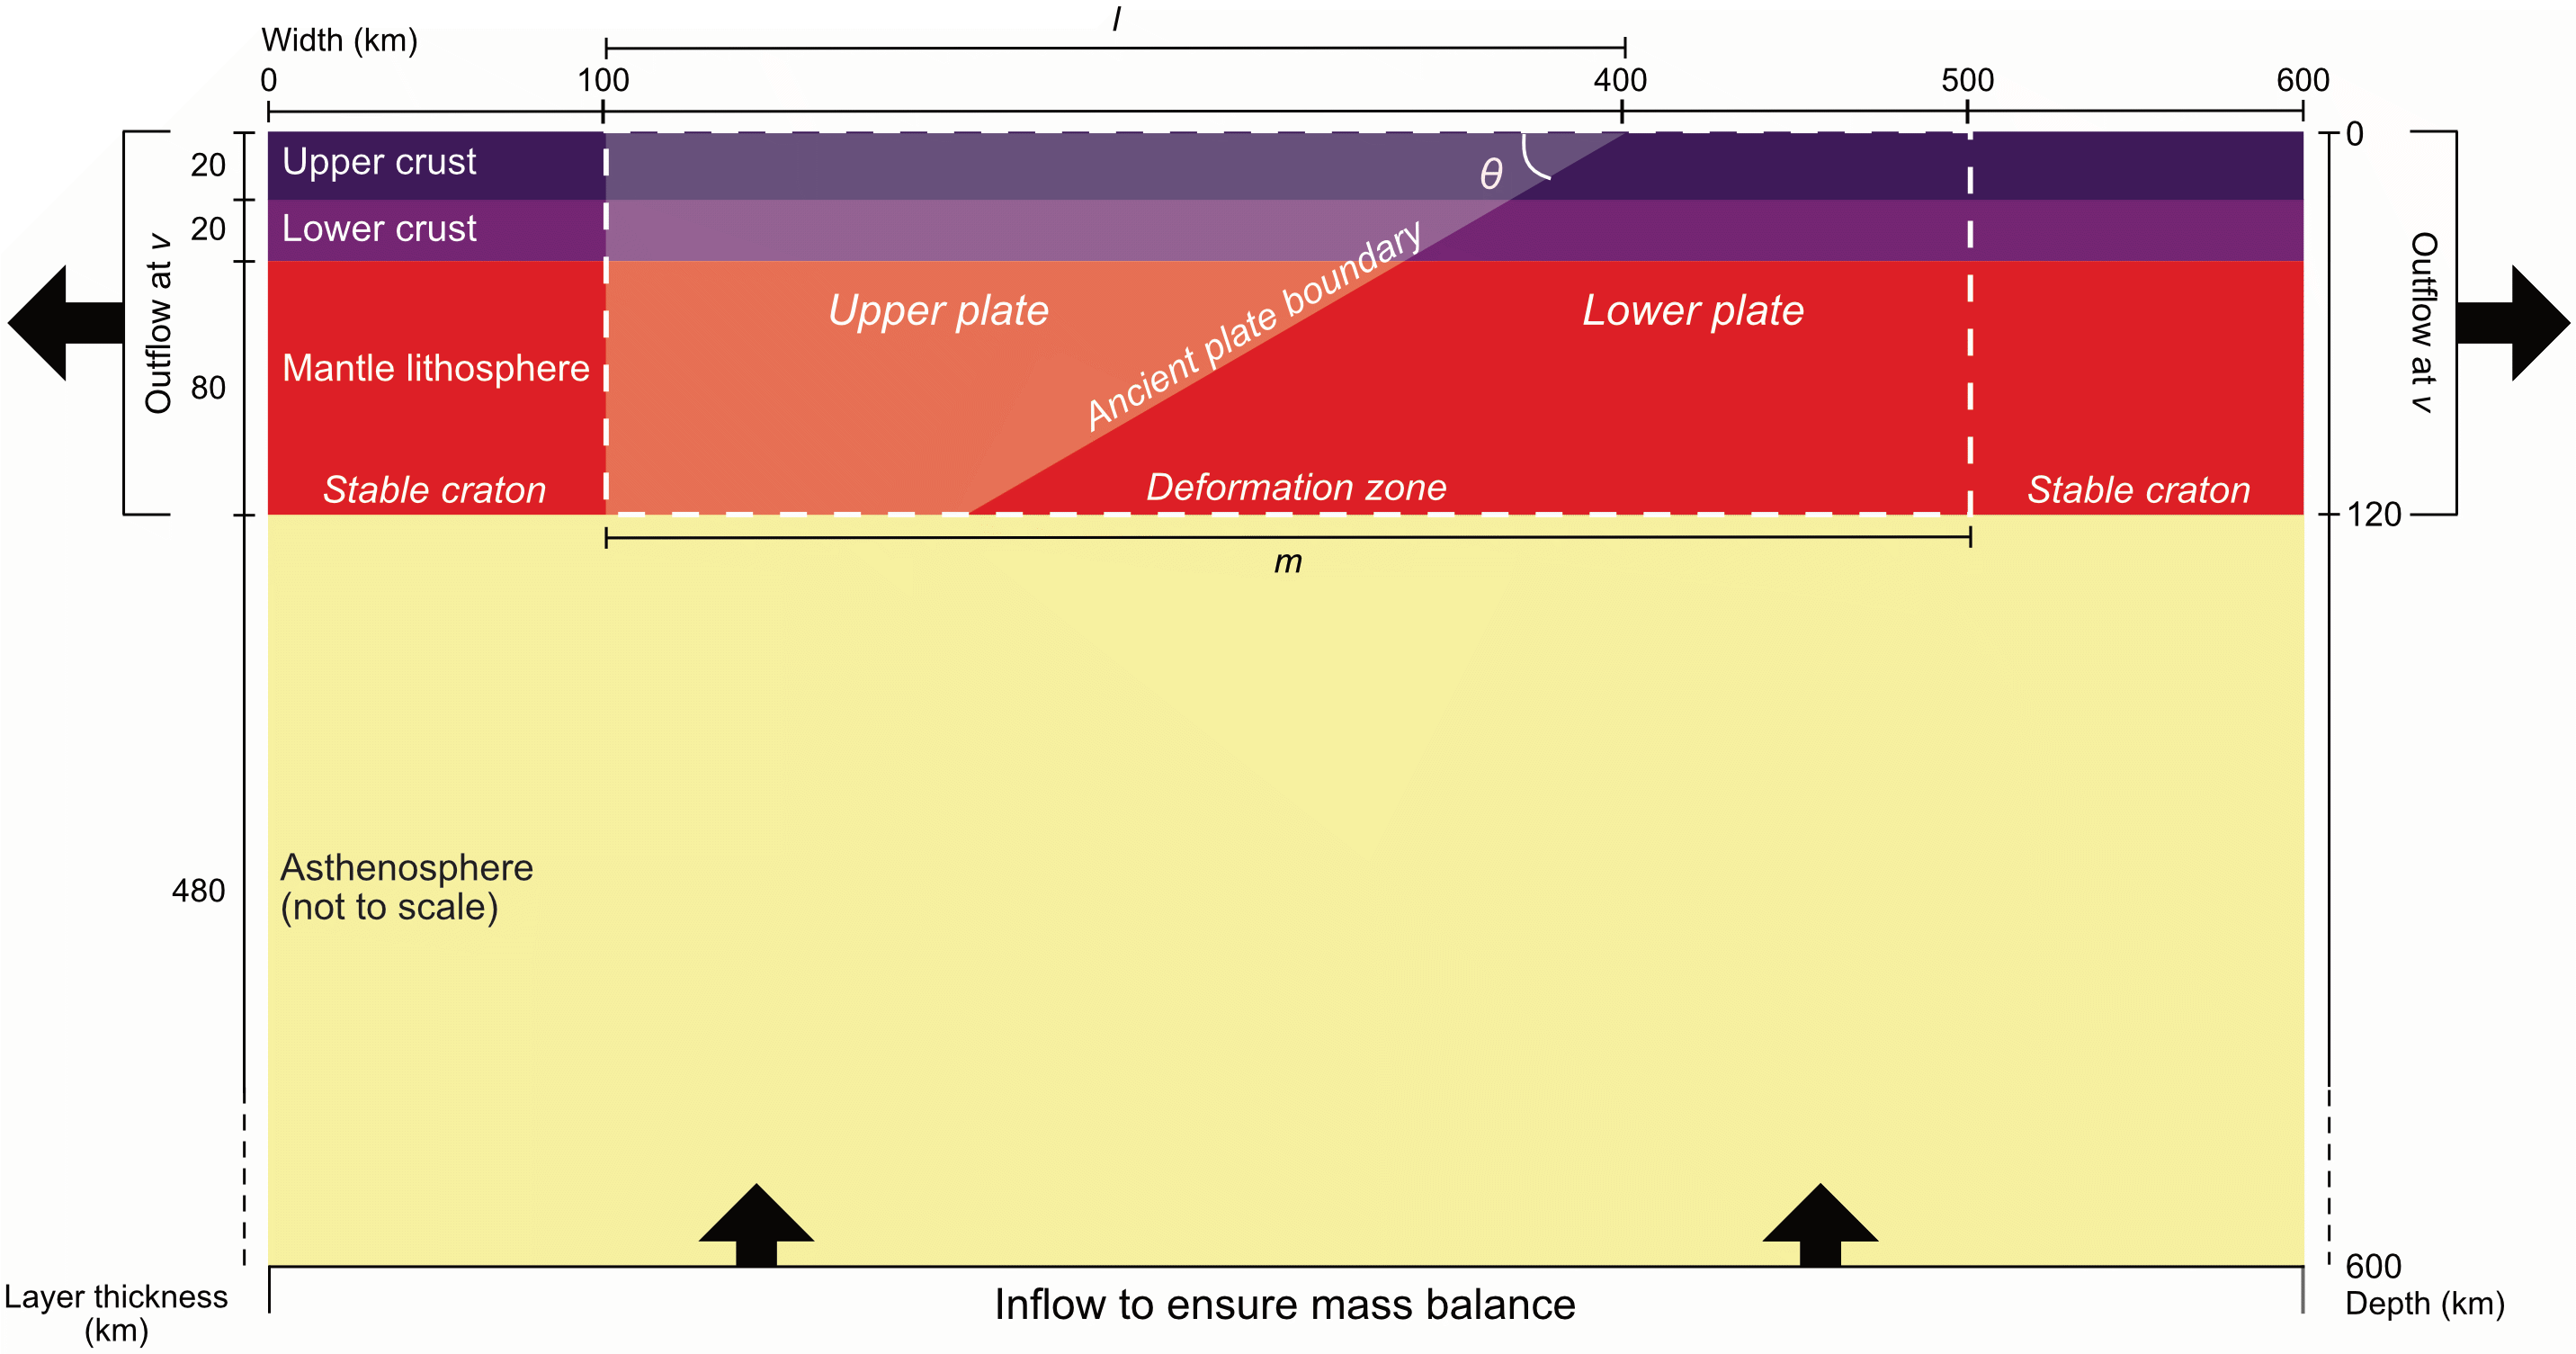 l
Width (km)
0 100 400 500 600
Upper crust
Lower crust
Mantle lithosphere
Stable craton
20
20
80
480
Outflow at v
θ
Ancient plate boundary
Upper plate
Lower plate
Deformation zone
Stable craton
m
0
120
Outflow at v
Asthenosphere
(not to scale)
Layer thickness
(km)
Inflow to ensure mass balance
600
Depth (km)